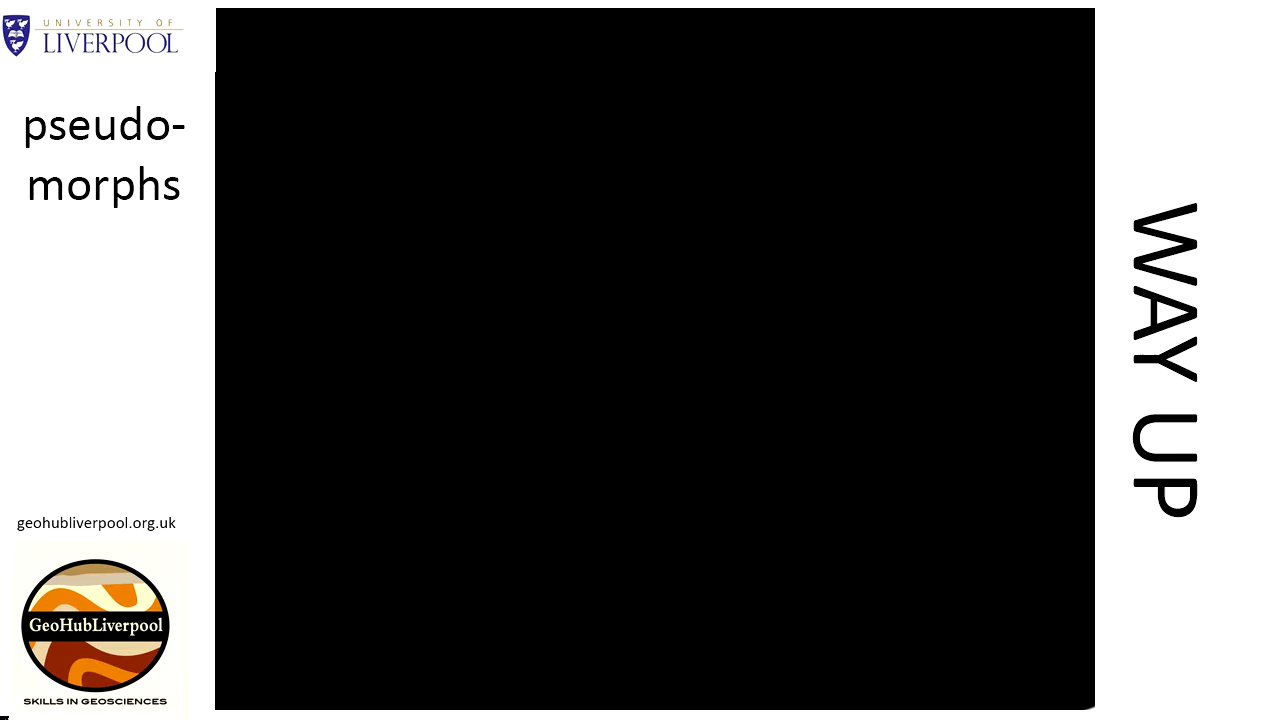 UNIVERSITY OF
LIVERPOOL
pseudo-
morphs
WAY UP
geohubliverpool.org.uk
GeoHubLiverpool
SKILLS IN GEOSCIENCES